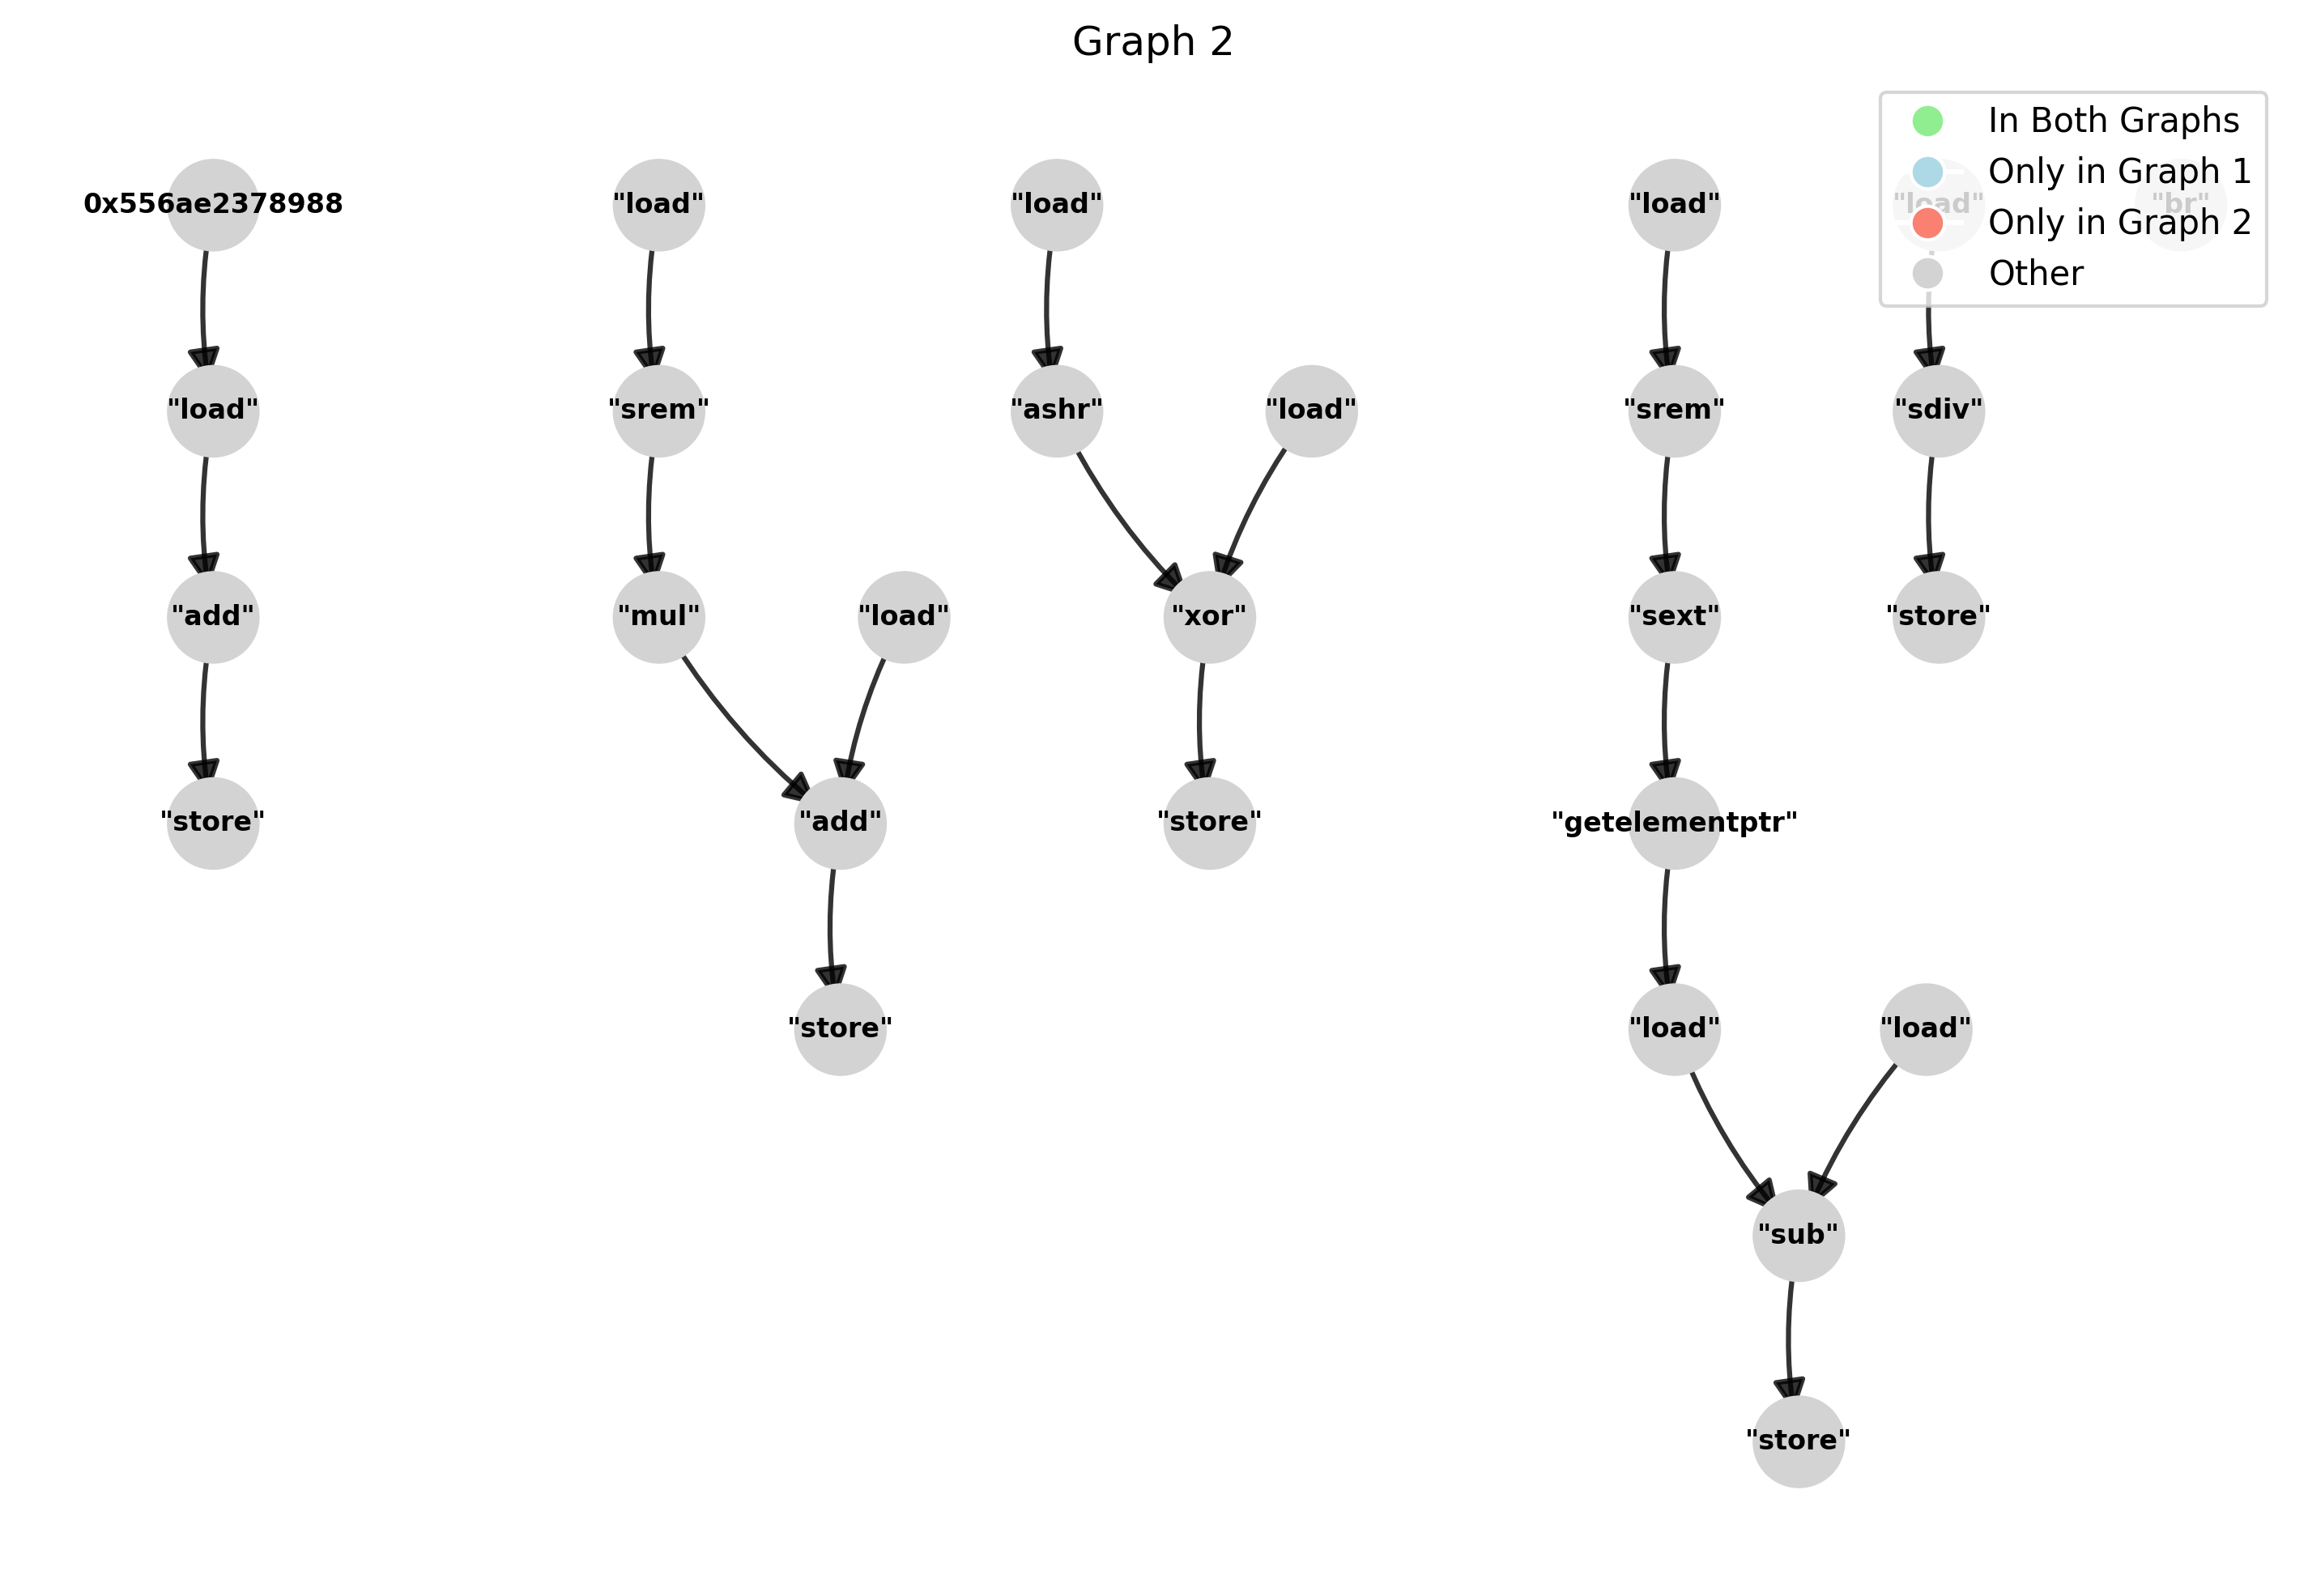 Graph 2
In Both Graphs
Only in Graph 1
Only in Graph 2
Other
0x556ae2378988
"load"
"load"
"load"
"load"
"br"
"load"
"srem"
"ashr"
"load"
"srem"
"sdiv"
"add"
"mul"
"load"
"xor"
"sext"
"store"
"store"
"add"
"store"
"getelementptr"
"store"
"load"
"load"
"sub"
"store"